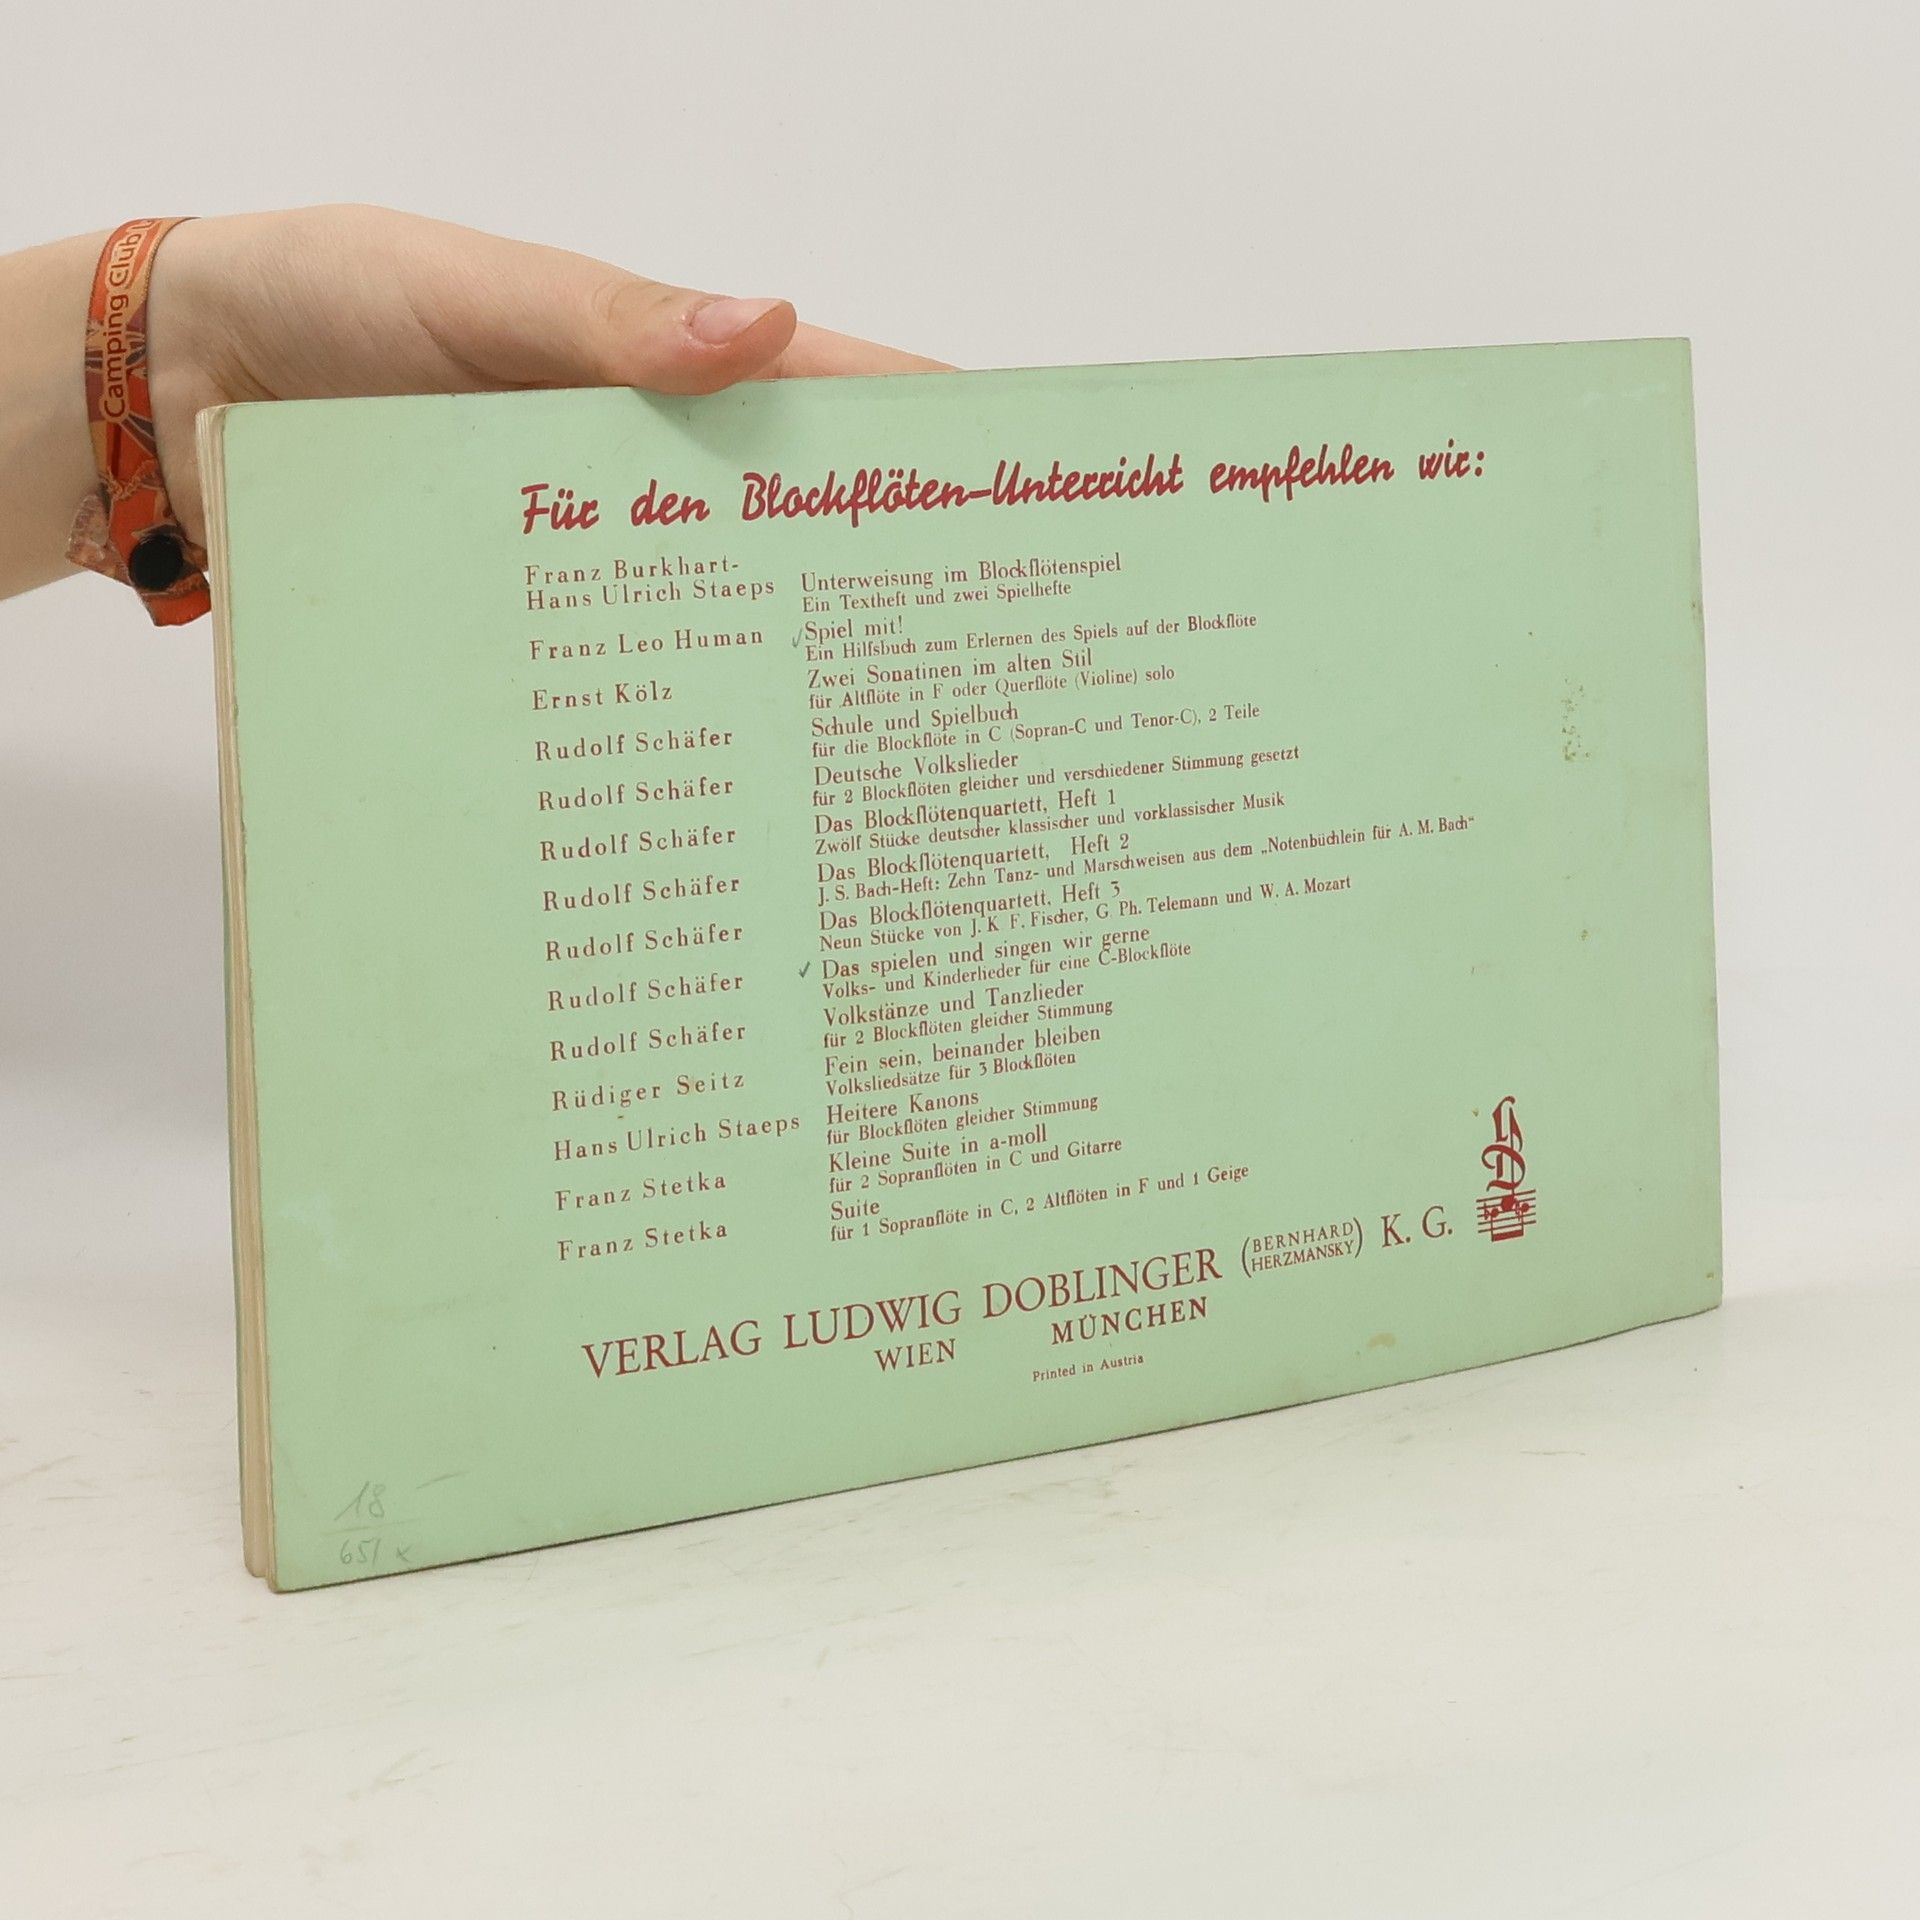 Camping Club
Für den Blockflöten-Unterricht empfehlen wir:
Franz Burkhart-
Hans Ulrich Staeps
Unterweisung im Blockflötenspiel
Ein Textheft und zwei Spielhefte
Franz Leo Human
Spiel mit!
Ein Hilfsbuch zum Erlernen des Spiels auf der Blockflöte
Ernst Kölz
Zwei Sonatinen im alten Stil
für Altflöte in F oder Querflöte (Violine) solo
Rudolf Schäfer
Schule und Spielbuch
für die Blockflöte in C (Sopran-C und Tenor-C), 2 Teile
Rudolf Schäfer
Deutsche Volkslieder
für 2 Blockflöten gleicher und verschiedener Stimmung gesetzt
Rudolf Schäfer
Das Blockflötenquartett, Heft 1
Zwölf Stücke deutscher klassischer und vorklassischer Musik
Rudolf Schäfer
Das Blockflötenquartett, Heft 2
J. S. Bach-Heft: Zehn Tanz- und Marschweisen aus dem „Notenbüchlein für A. M. Bach“
Rudolf Schäfer
Das Blockflötenquartett, Heft 3
Neun Stücke von J. K. F. Fischer, G. Ph. Telemann und W. A. Mozart
Rudolf Schäfer
Das spielen und singen wir gerne
Volks- und Kinderlieder für eine C-Blockflöte
Rudolf Schäfer
Volkstänze und Tanzlieder
für 2 Blockflöten gleicher Stimmung
Rüdiger Seitz
Fein sein, beinander bleiben
Volksliedsätze für 3 Blockflöten
Hans Ulrich Staeps
Heitere Kanons
für Blockflöten gleicher Stimmung
Franz Stetka
Kleine Suite in a-moll
für 2 Sopranflöten in C und Gitarre
Franz Stetka
Suite
für 1 Sopranflöte in C, 2 Altflöten in F und 1 Geige
VERLAG LUDWIG DOBLINGER (BERNHARD HERZMANSKY) K. G.
WIEN MÜNCHEN
Printed in Austria
LD
18
651 x